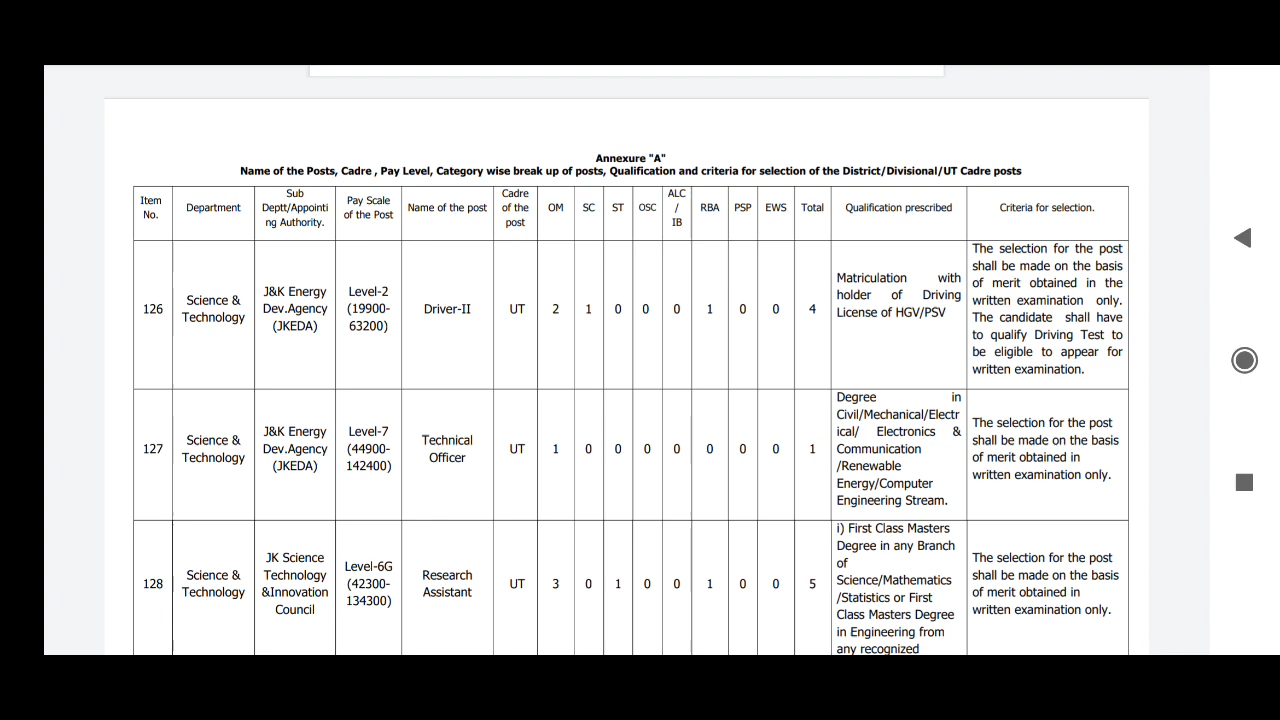 Annexure "A"
Name of the Posts, Cadre , Pay Level, Category wise break up of posts, Qualification and criteria for selection of the District/Divisional/UT Cadre posts
Item
No.
Department
Sub
Deptt/Appointi
ng Authority.
Pay Scale
of the Post
Name of the post
Cadre
of the
post
OM
SC
ST
OSC
ALC
/
IB
RBA
PSP
EWS
Total
Qualification prescribed
Criteria for selection.
126
Science &
Technology
J&K Energy
Dev.Agency
(JKEDA)
Level-2
(19900-
63200)
Driver-II
UT
2
1
0
0
0
1
0
0
4
Matriculation with
holder of Driving
License of HGV/PSV
The selection for the post
shall be made on the basis
of merit obtained in the
written examination only.
The candidate shall have
to qualify Driving Test to
be eligible to appear for
written examination.
127
Science &
Technology
J&K Energy
Dev.Agency
(JKEDA)
Level-7
(44900-
142400)
Technical
Officer
UT
1
0
0
0
0
0
0
0
1
Degree in
Civil/Mechanical/Electr
ical/ Electronics &
Communication
/Renewable
Energy/Computer
Engineering Stream.
The selection for the post
shall be made on the basis
of merit obtained in
written examination only.
128
Science &
Technology
JK Science
Technology
&Innovation
Council
Level-6G
(42300-
134300)
Research
Assistant
UT
3
0
1
0
0
1
0
0
5
i) First Class Masters
Degree in any Branch
of
Science/Mathematics
/Statistics or First
Class Masters Degree
in Engineering from
any recognized
The selection for the post
shall be made on the basis
of merit obtained in
written examination only.